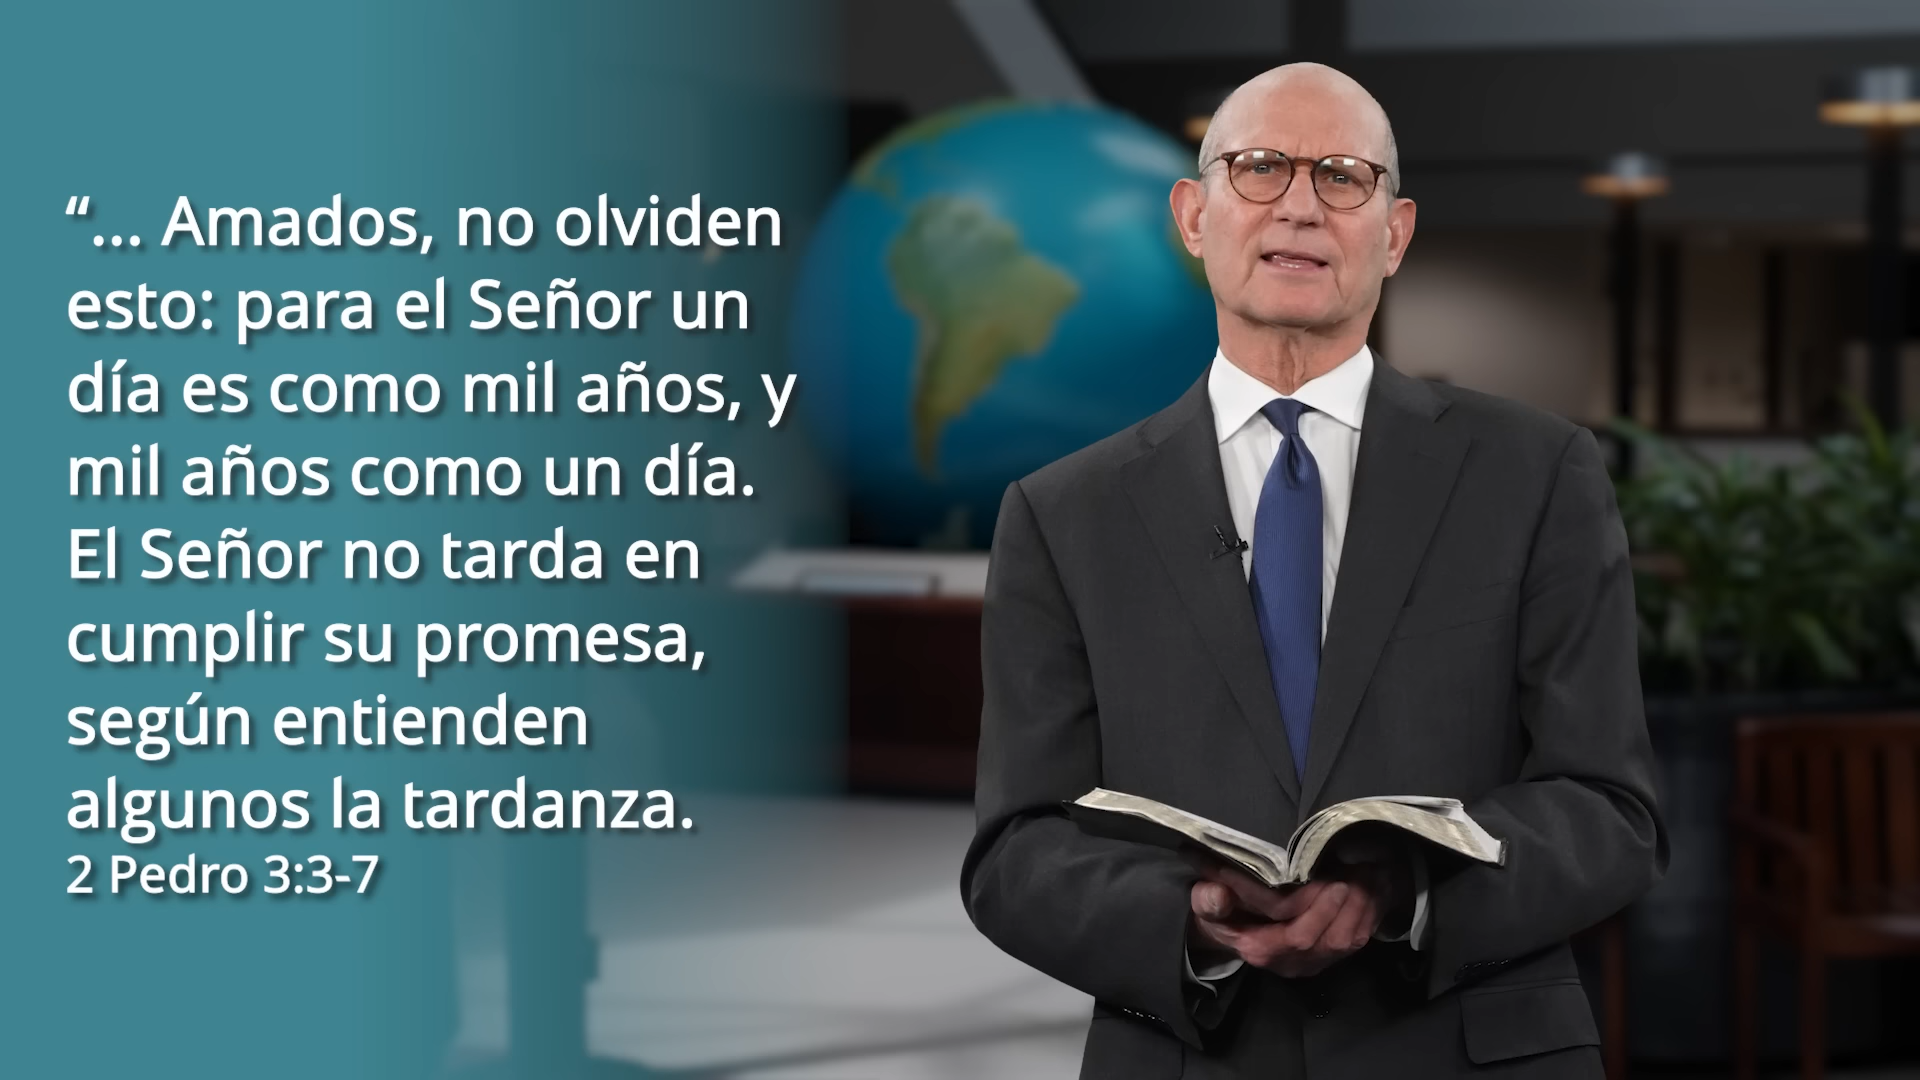 “... Amados, no olviden
esto: para el Señor un
día es como mil años, y
mil años como un día.
El Señor no tarda en
cumplir su promesa,
según entienden
algunos la tardanza.
2 Pedro 3:3-7